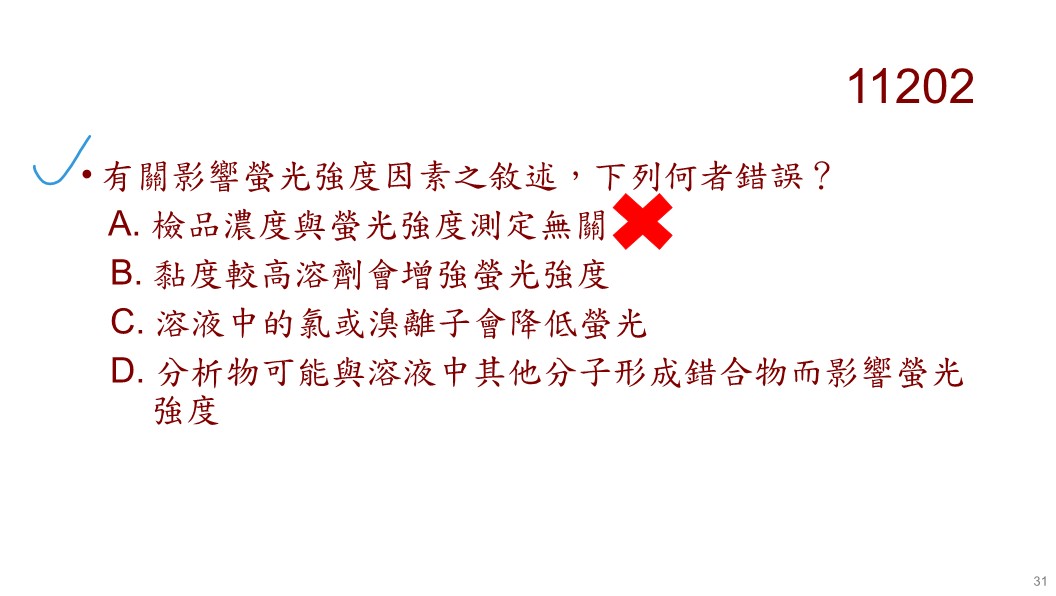 11202
• 有關影響螢光強度因素之敘述，下列何者錯誤？
A. 檢品濃度與螢光強度測定無關
B. 黏度較高溶劑會增強螢光強度
C. 溶液中的氯或溴離子會降低螢光
D. 分析物可能與溶液中其他分子形成錯合物而影響螢光
強度
31